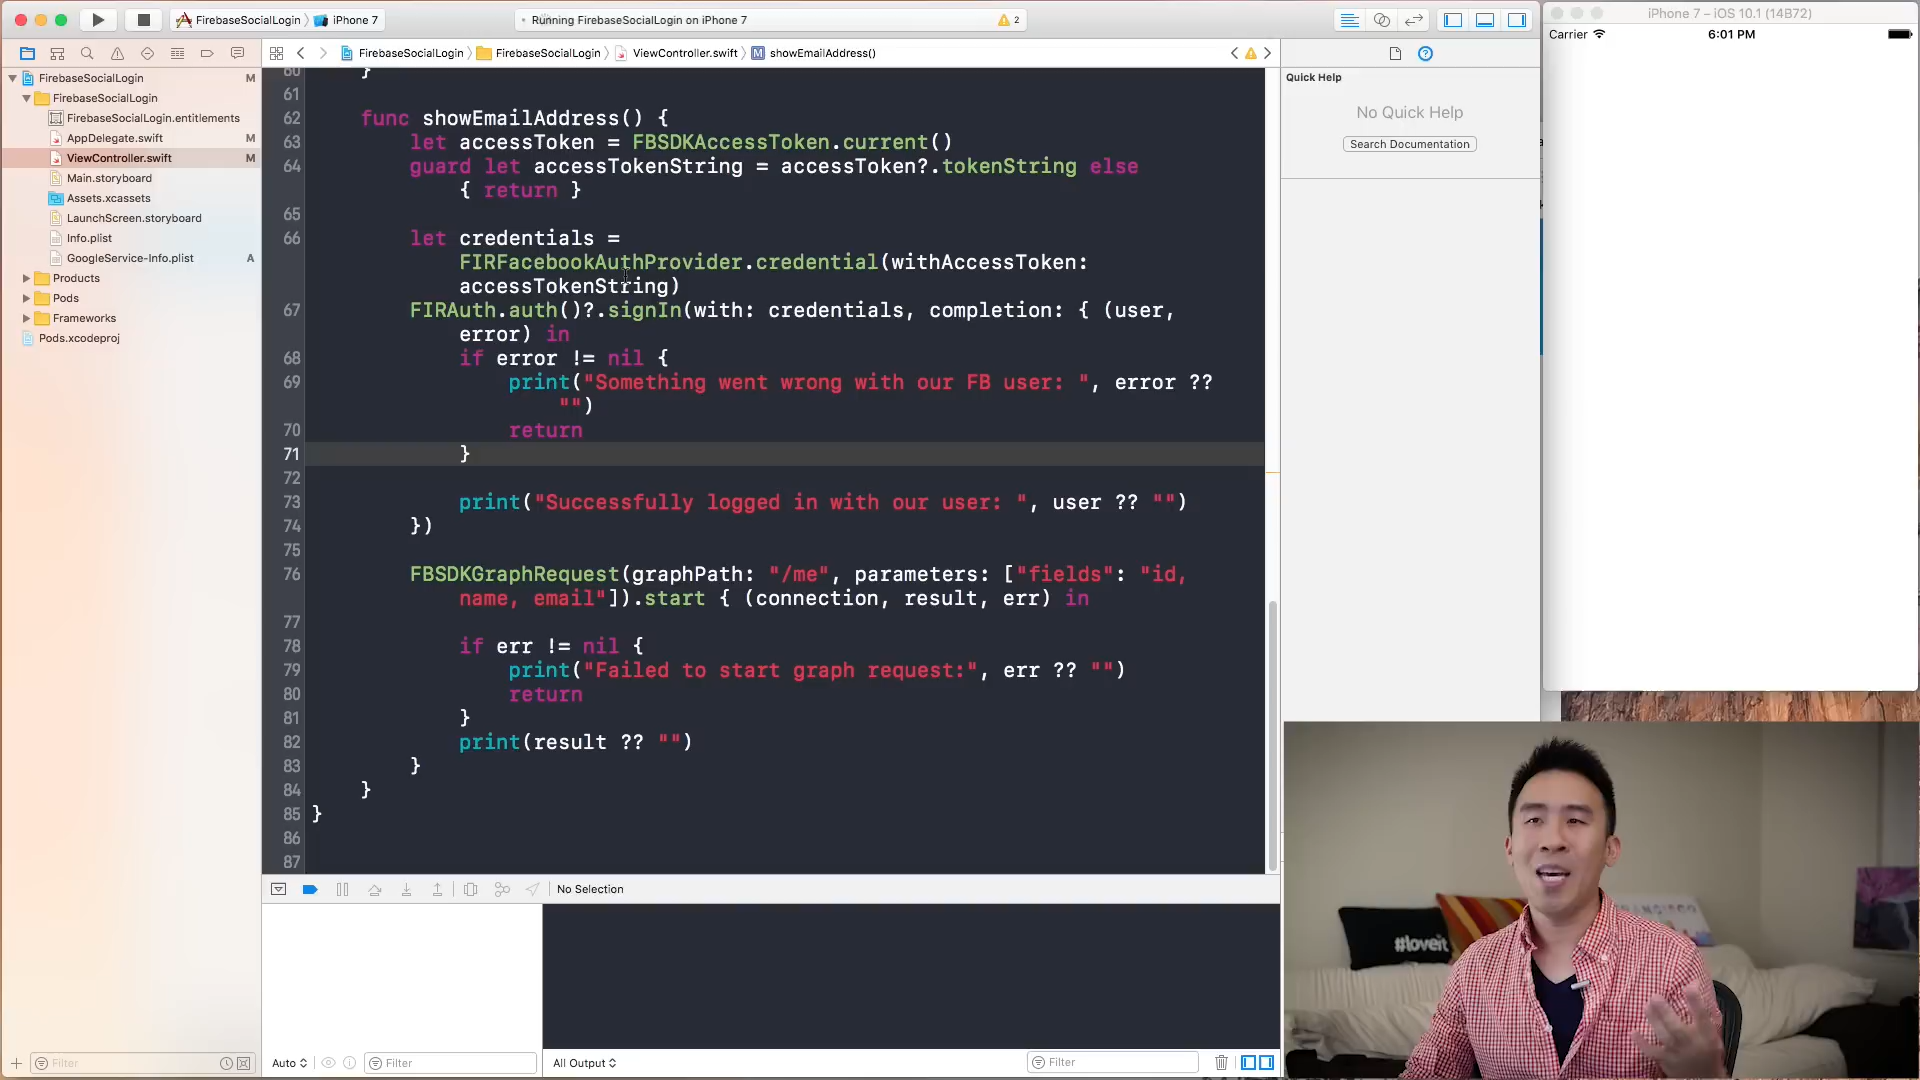 FirebaseSocialLogin
iPhone 7
Running FirebaseSocialLogin on iPhone 7
2
iPhone 7 – iOS 10.1 (14B72)
Carrier
6:01 PM
FirebaseSocialLogin
FirebaseSocialLogin
ViewController.swift
M
showEmailAddress()
Quick Help
No Quick Help
Search Documentation
FirebaseSocialLogin M
FirebaseSocialLogin
FirebaseSocialLogin.entitlements
AppDelegate.swift M
ViewController.swift M
Main.storyboard
Assets.xcassets
LaunchScreen.storyboard
Info.plist
GoogleService-Info.plist A
Products
Pods
Frameworks
Pods.xcodeproj
60 }
61
62 func showEmailAddress() {
63 let accessToken = FBSDKAccessToken.current()
64 guard let accessTokenString = accessToken?.tokenString else
{ return }
65
66 let credentials =
FIRFacebookAuthProvider.credential(withAccessToken:
accessTokenString)
67 FIRAuth.auth()?.signIn(with: credentials, completion: { (user,
error) in
68 if error != nil {
69 print("Something went wrong with our FB user: ", error ??
"")
70 return
71 }
72
73 print("Successfully logged in with our user: ", user ?? "")
74 })
75
76 FBSDKGraphRequest(graphPath: "/me", parameters: ["fields": "id,
name, email"]).start { (connection, result, err) in
77
78 if err != nil {
79 print("Failed to start graph request:", err ?? "")
80 return
81 }
82 print(result ?? "")
83 }
84 }
85 }
86
87
No Selection
Filter
Auto
Filter
All Output
Filter
#loveit